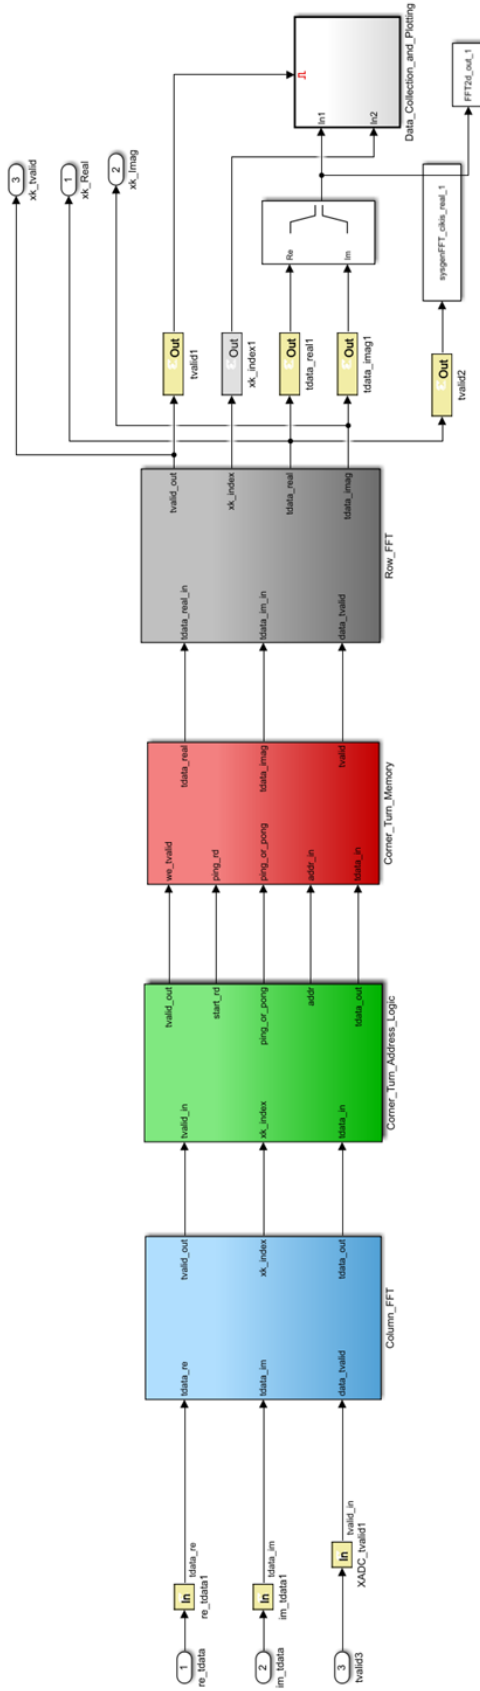 1
re_tdata
In
re_tdata1
tdata_re
2
im_tdata
In
im_tdata1
tdata_im
3
tvalid3
In
XADC_tvalid1
tvalid_in
tdata_re
tdata_im
data_tvalid
tvalid_out
xk_index
tdata_out
Column_FFT
tvalid_in
xk_index
tdata_in
tvalid_out
start_rd
ping_or_pong
addr
tdata_out
Corner_Turn_Address_Logic
we_tvalid
ping_rd
ping_or_pong
addr_in
tdata_in
tdata_real
tdata_imag
tvalid
Corner_Turn_Memory
tdata_real_in
tdata_im_in
data_tvalid
tvalid_out
xk_index
tdata_real
tdata_imag
Row_FFT
Out
tvalid1
Out
xk_index1
Out
tdata_real1
Out
tdata_imag1
Out
tvalid2
3
xk_tvalid
1
xk_Real
2
xk_Imag
Re
Im
sysgenFFT_cikis_real_1
In1
In2
Data_Collection_and_Plotting
FFT2d_out_1